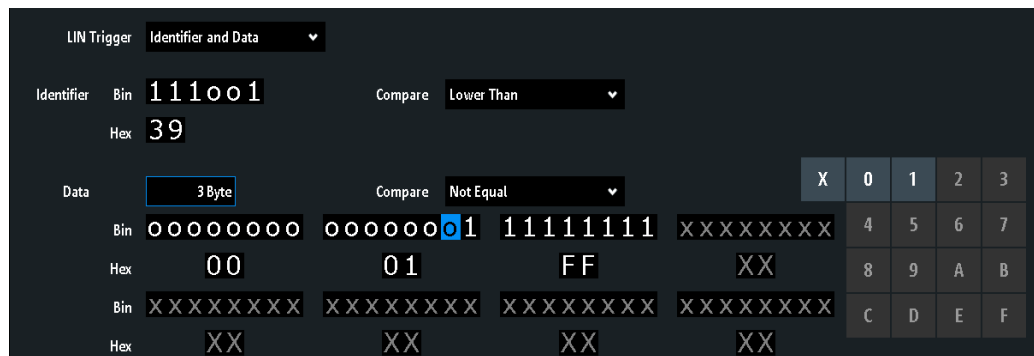 LIN Trigger Identifier and Data
Identifier Bin 111oo1 Compare Lower Than
Hex 39
X 0 1 2 3
Data 3 Byte Compare Not Equal
4 5 6 7
Bin oooooooo ooooooo1 11111111 XXXXXXXX
Hex 00 01 FF XX
8 9 A B
Bin XXXXXXXX XXXXXXXX XXXXXXXX XXXXXXXX
C D E F
Hex XX XX XX XX